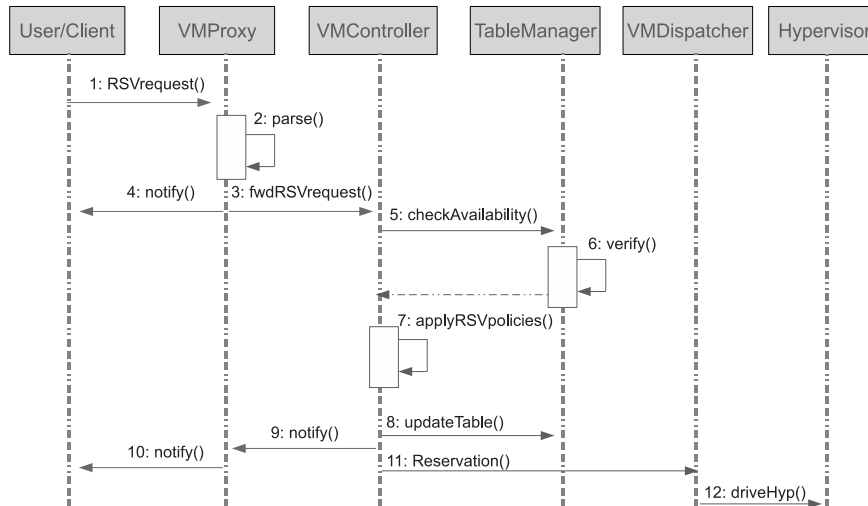 User/Client
VMProxy
VMController
TableManager
VMDispatcher
Hypervisor
1: RSVrequest()
2: parse()
4: notify()
3: fwdRSVrequest()
5: checkAvailability()
6: verify()
7: applyRSVpolicies()
8: updateTable()
9: notify()
10: notify()
11: Reservation()
12: driveHyp()